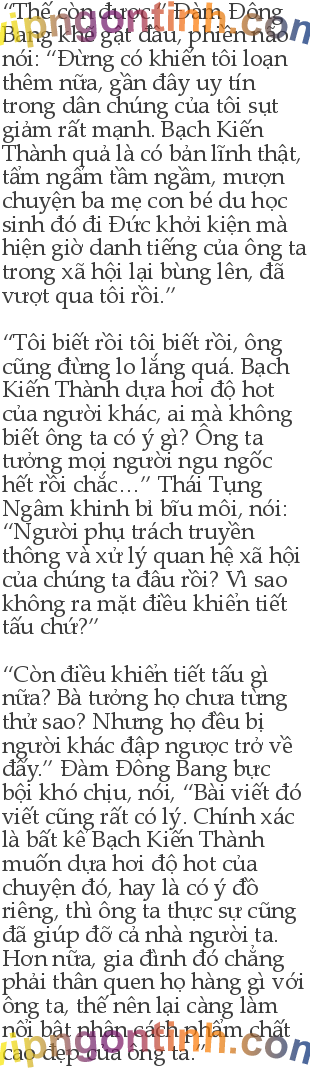 “Thế còn được.” Đàm Đông
Bang khẽ gật đầu, phiền não
nói: “Đừng có khiến tôi loạn
thêm nữa, gần đây uy tín
trong dân chúng của tôi sụt
giảm rất mạnh. Bạch Kiến
Thành quả là có bản lĩnh thật,
tẩm ngẩm tầm ngầm, mượn
chuyện ba mẹ con bé du học
sinh đó đi Đức khởi kiện mà
hiện giờ danh tiếng của ông ta
trong xã hội lại bùng lên, đã
vượt qua tôi rồi.”
“Tôi biết rồi tôi biết rồi, ông
cũng đừng lo lắng quá. Bạch
Kiến Thành dựa hơi độ hot
của người khác, ai mà không
biết ông ta có ý gì? Ông ta
tưởng mọi người ngu ngốc
hết rồi chắc...” Thái Tụng
Ngâm khinh bỉ bĩu môi, nói:
“Người phụ trách truyền
thông và xử lý quan hệ xã hội
của chúng ta đâu rồi? Vì sao
không ra mặt điều khiển tiết
tấu chứ?”
“Còn điều khiển tiết tấu gì
nữa? Bà tưởng họ chưa từng
thử sao? Nhưng họ đều bị
người khác đập ngược trở về
đấy.” Đàm Đông Bang bực
bội khó chịu, nói, “Bài viết đó
viết cũng rất có lý. Chính xác
là bất kể Bạch Kiến Thành
muốn dựa hơi độ hot của
chuyện đó, hay là có ý đồ
riêng, thì ông ta thực sự cũng
đã giúp đỡ cả nhà người ta.
Hơn nữa, gia đình đó chẳng
phải thân quen họ hàng gì với
ông ta, thế nên lại càng làm
nổi bật nhân cách phẩm chất
cao đẹp của ông ta.”